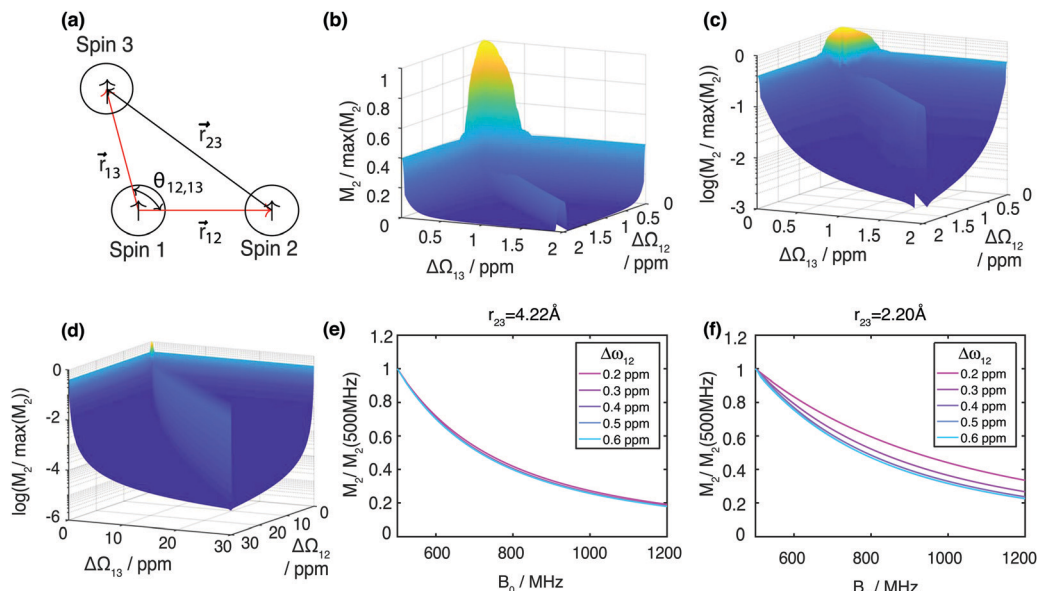 (a)
Spin 3
r⃗₂₃
r⃗₁₃
θ₁₂,₁₃
Spin 1
r⃗₁₂
Spin 2
(b)
M₂ / max(M₂)
1
0.8
0.6
0.4
0.2
0
0.5
1
1.5
2
ΔΩ₁₃ / ppm
2
1.5
1
0.5
0
ΔΩ₁₂
/ ppm
(c)
log(M₂ / max(M₂))
0
-1
-2
-3
0
0.5
1
1.5
2
ΔΩ₁₃ / ppm
2
1.5
1
0.5
0
ΔΩ₁₂
/ ppm
(d)
log(M₂/ max(M₂))
0
-2
-4
-6
0
10
20
30
ΔΩ₁₃ / ppm
30
20
10
0
ΔΩ₁₂
/ ppm
(e)
r₂₃=4.22Å
M₂/ M₂(500MHz)
1.2
1
0.8
0.6
0.4
0.2
0
600
800
1000
1200
B₀ / MHz
Δω₁₂
0.2 ppm
0.3 ppm
0.4 ppm
0.5 ppm
0.6 ppm
(f)
r₂₃=2.20Å
M₂/ M₂(500MHz)
1.2
1
0.8
0.6
0.4
0.2
0
600
800
1000
1200
B₀ / MHz
Δω₁₂
0.2 ppm
0.3 ppm
0.4 ppm
0.5 ppm
0.6 ppm